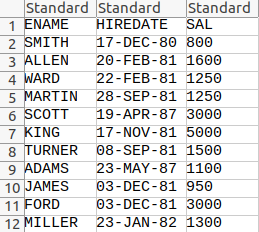 Standard Standard Standard
1 ENAME HIREDATE SAL
2 SMITH 17-DEC-80 800
3 ALLEN 20-FEB-81 1600
4 WARD 22-FEB-81 1250
5 MARTIN 28-SEP-81 1250
6 SCOTT 19-APR-87 3000
7 KING 17-NOV-81 5000
8 TURNER 08-SEP-81 1500
9 ADAMS 23-MAY-87 1100
10 JAMES 03-DEC-81 950
11 FORD 03-DEC-81 3000
12 MILLER 23-JAN-82 1300